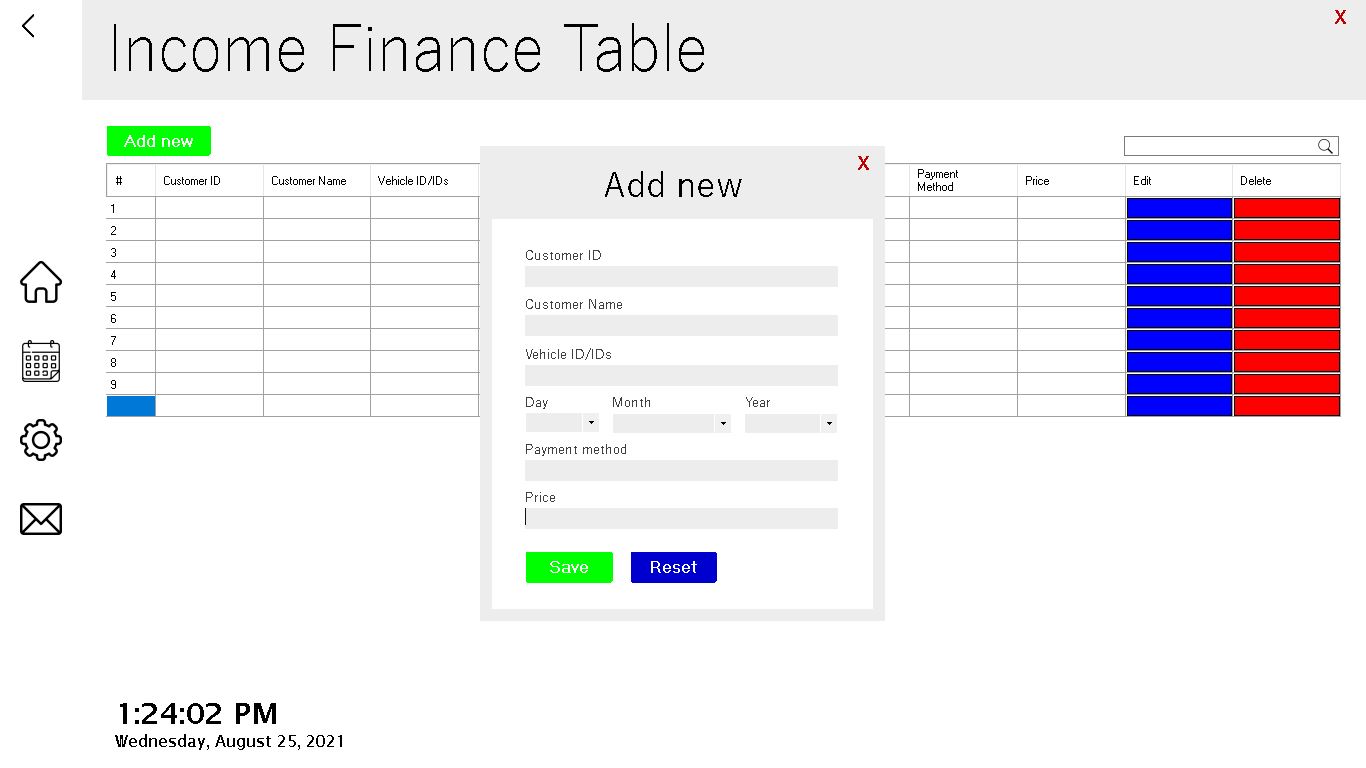 X
Income Finance Table
Add new
# Customer ID Customer Name Vehicle ID/IDs Payment Method Price Edit Delete
1
2
3
4
5
6
7
8
9
X
Add new
Customer ID
Customer Name
Vehicle ID/IDs
Day Month Year
Payment method
Price
Save Reset
1:24:02 PM
Wednesday, August 25, 2021